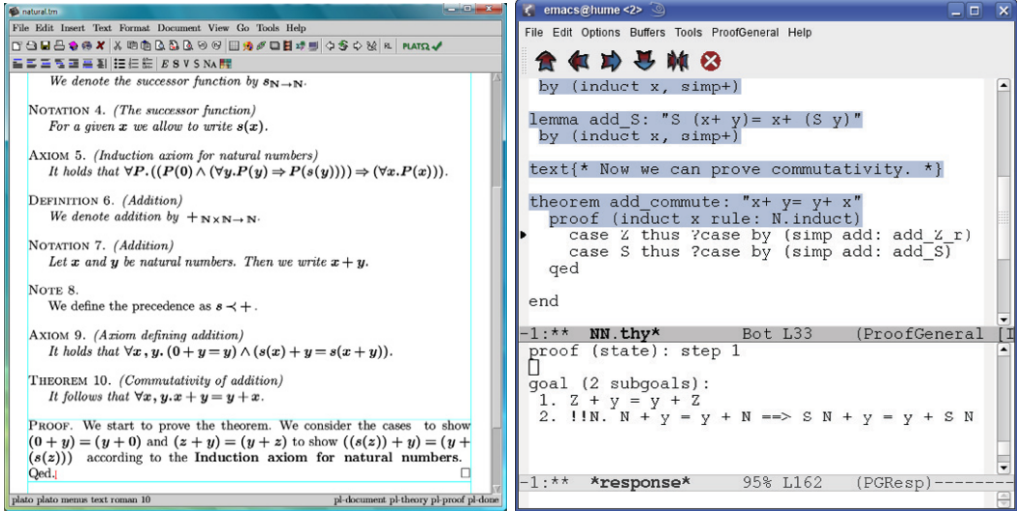 natural.tm
File Edit Insert Text Format Document View Go Tools Help
PLATΩ
E S V S NA
We denote the successor function by s_{ℕ→ℕ}.
NOTATION 4. (The successor function)
For a given x we allow to write s(x).
AXIOM 5. (Induction axiom for natural numbers)
It holds that ∀P.((P(0) ∧ (∀y.P(y) ⇒ P(s(y)))) ⇒ (∀x.P(x))).
DEFINITION 6. (Addition)
We denote addition by +_{ℕ×ℕ→ℕ}.
NOTATION 7. (Addition)
Let x and y be natural numbers. Then we write x + y.
NOTE 8.
We define the precedence as s ≺ +.
AXIOM 9. (Axiom defining addition)
It holds that ∀x, y.(0 + y = y) ∧ (s(x) + y = s(x + y)).
THEOREM 10. (Commutativity of addition)
It follows that ∀x, y.x + y = y + x.
PROOF. We start to prove the theorem. We consider the cases to show
(0 + y) = (y + 0) and (z + y) = (y + z) to show ((s(z)) + y) = (y +
(s(z))) according to the Induction axiom for natural numbers.
Qed.
plato plato menus text roman 10 pl-document pl-theory pl-proof pl-done
emacs@hume <2>
File Edit Options Buffers Tools ProofGeneral Help
by (induct x, simp+)
lemma add_S: "S (x+ y)= x+ (S y)"
by (induct x, simp+)
text{* Now we can prove commutativity. *}
theorem add_commute: "x+ y= y+ x"
proof (induct x rule: N.induct)
case Z thus ?case by (simp add: add_Z_r)
case S thus ?case by (simp add: add_S)
qed
end
-1:** NN.thy* Bot L33 (ProofGeneral [I
proof (state): step 1
goal (2 subgoals):
1. Z + y = y + Z
2. !!N. N + y = y + N ==> S N + y = y + S N
-1:** *response* 95% L162 (PGResp)--------